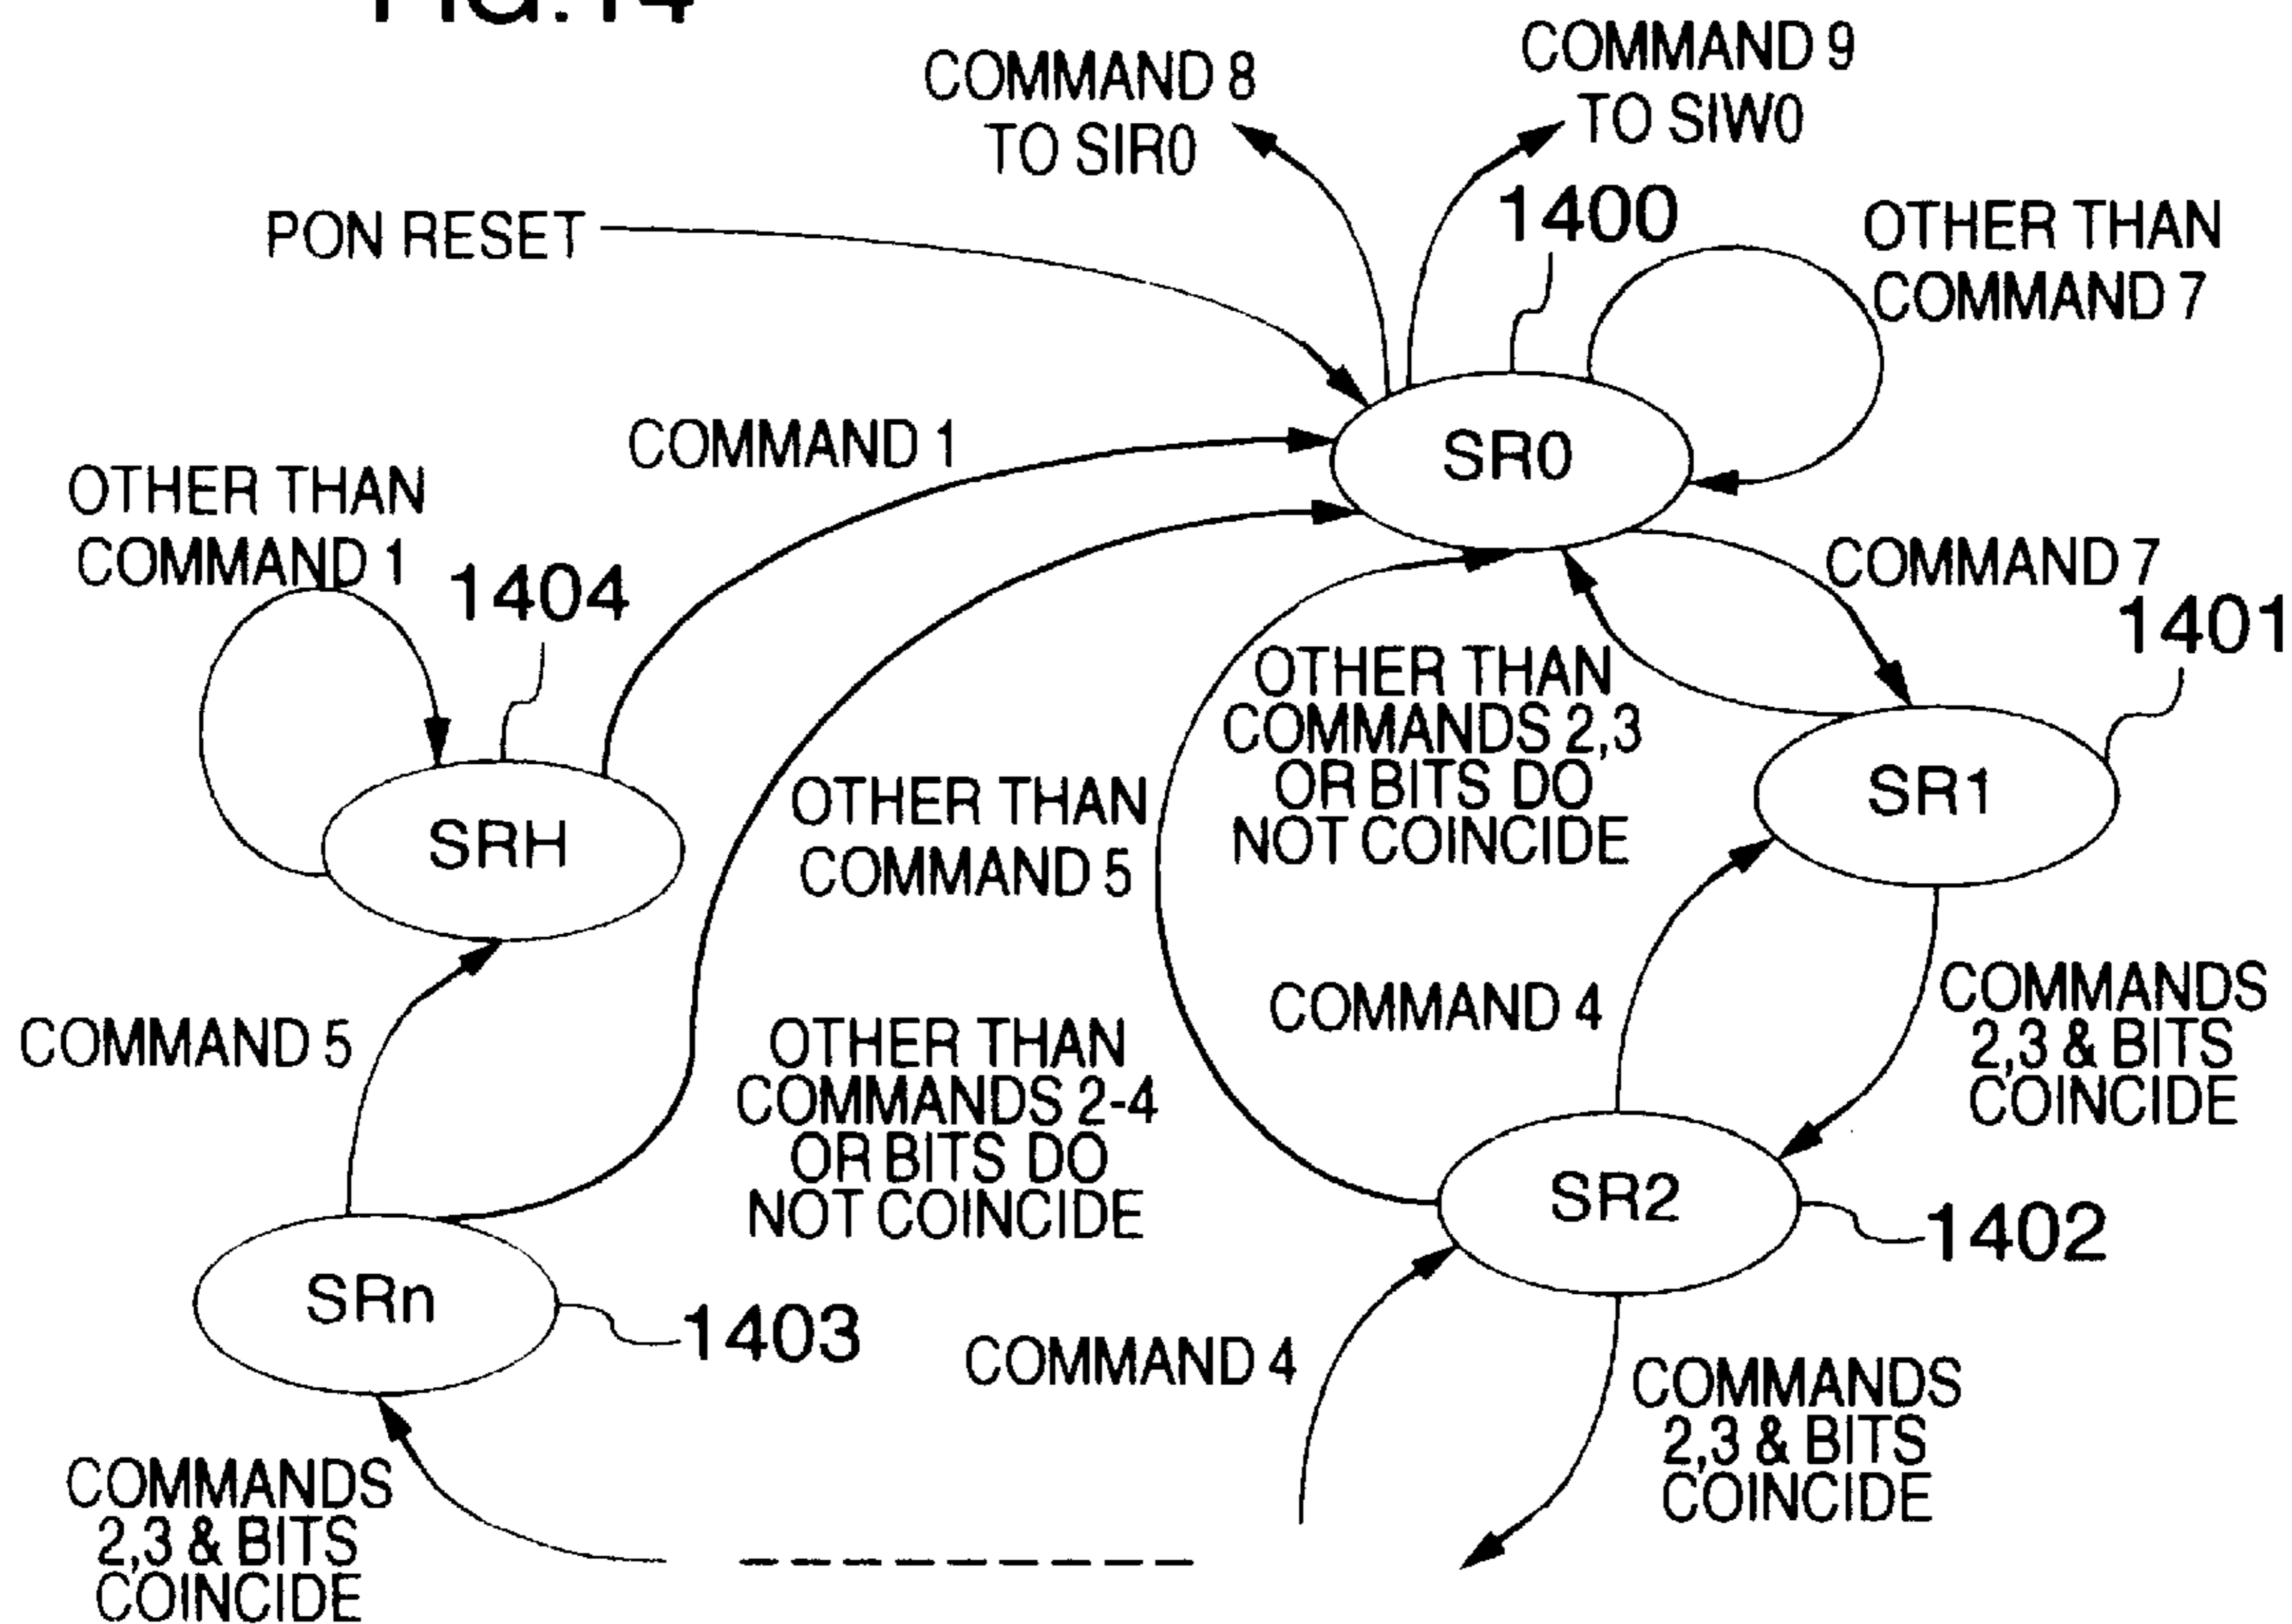 FIG.14
COMMAND 8
TO SIR0
COMMAND 9
TO SIW0
PON RESET
1400
OTHER THAN
COMMAND 7
COMMAND 1
SR0
OTHER THAN
COMMAND 1
1404
COMMAND 7
1401
OTHER THAN
COMMANDS 2,3
OR BITS DO
NOT COINCIDE
SR1
SRH
OTHER THAN
COMMAND 5
COMMAND 4
COMMANDS
2,3 & BITS
COINCIDE
COMMAND 5
OTHER THAN
COMMANDS 2-4
OR BITS DO
NOT COINCIDE
SR2
1402
SRn
1403
COMMAND 4
COMMANDS
2,3 & BITS
COINCIDE
COMMANDS
2,3 & BITS
COINCIDE